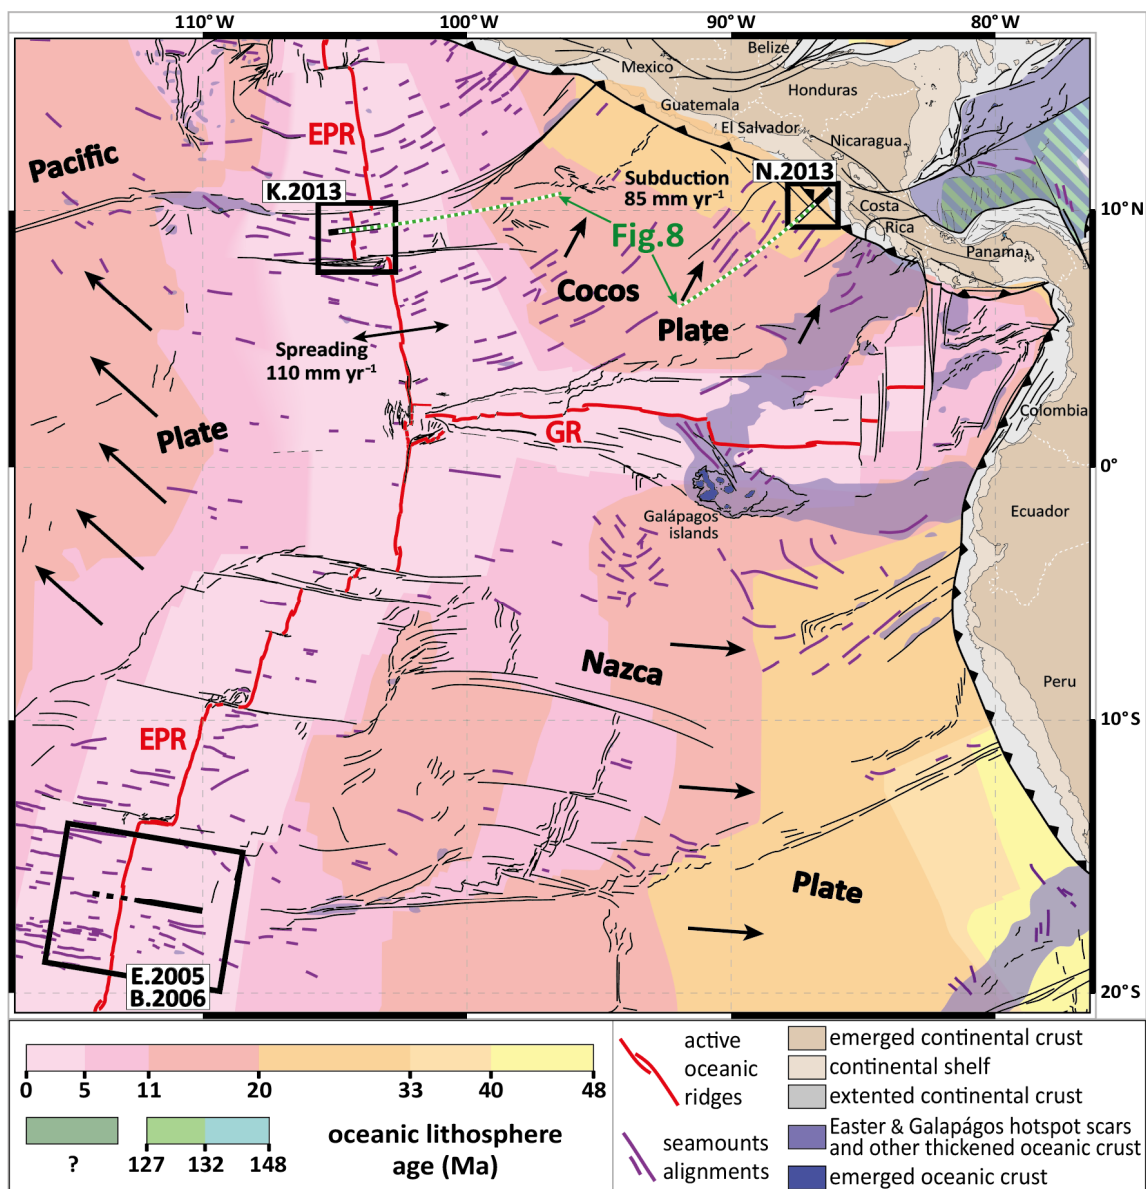 110°W
100°W
90°W
80°W
Belize
Mexico
Honduras
Guatemala
EPR
El Salvador
Nicaragua
Pacific
K.2013
Subduction
85 mm yr⁻¹
N.2013
Costa
Rica
10°N
Fig.8
Panama
Cocos
Plate
Spreading
110 mm yr⁻¹
Plate
GR
Colombia
0°
Galápagos
islands
Ecuador
Nazca
Peru
EPR
10°S
Plate
E.2005
B.2006
20°S
0
5
11
20
33
40
48
?
127
132
148
oceanic lithosphere
age (Ma)
active
oceanic
ridges
seamounts
alignments
emerged continental crust
continental shelf
extented continental crust
Easter & Galapágos hotspot scars
and other thickened oceanic crust
emerged oceanic crust